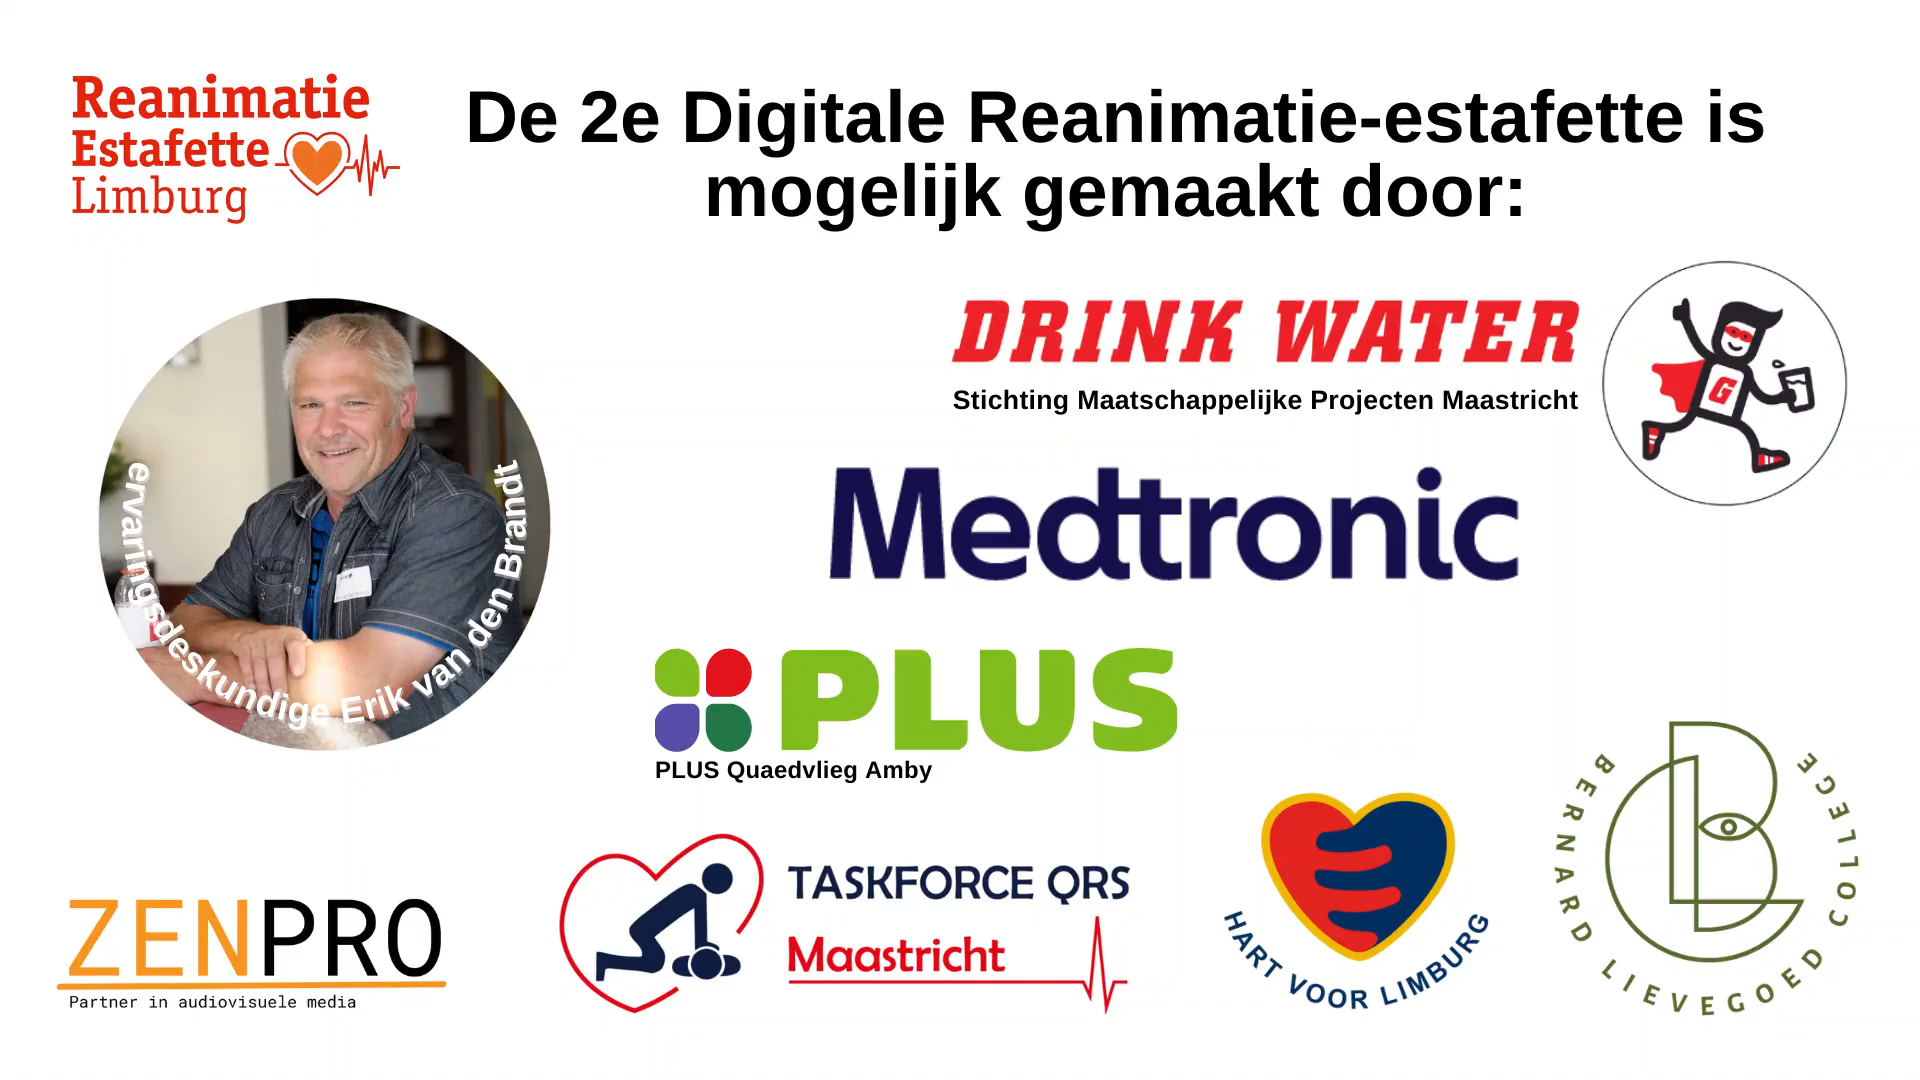 Reanimatie
Estafette
Limburg
De 2e Digitale Reanimatie-estafette is
mogelijk gemaakt door:
DRINK WATER
Stichting Maatschappelijke Projecten Maastricht
G
ervaringsdeskundige Erik van den Brandt
Medtronic
PLUS
PLUS Quaedvlieg Amby
ZENPRO
Partner in audiovisuele media
TASKFORCE QRS
Maastricht
HART VOOR LIMBURG
BERNARD LIEVEGOED COLLEGE